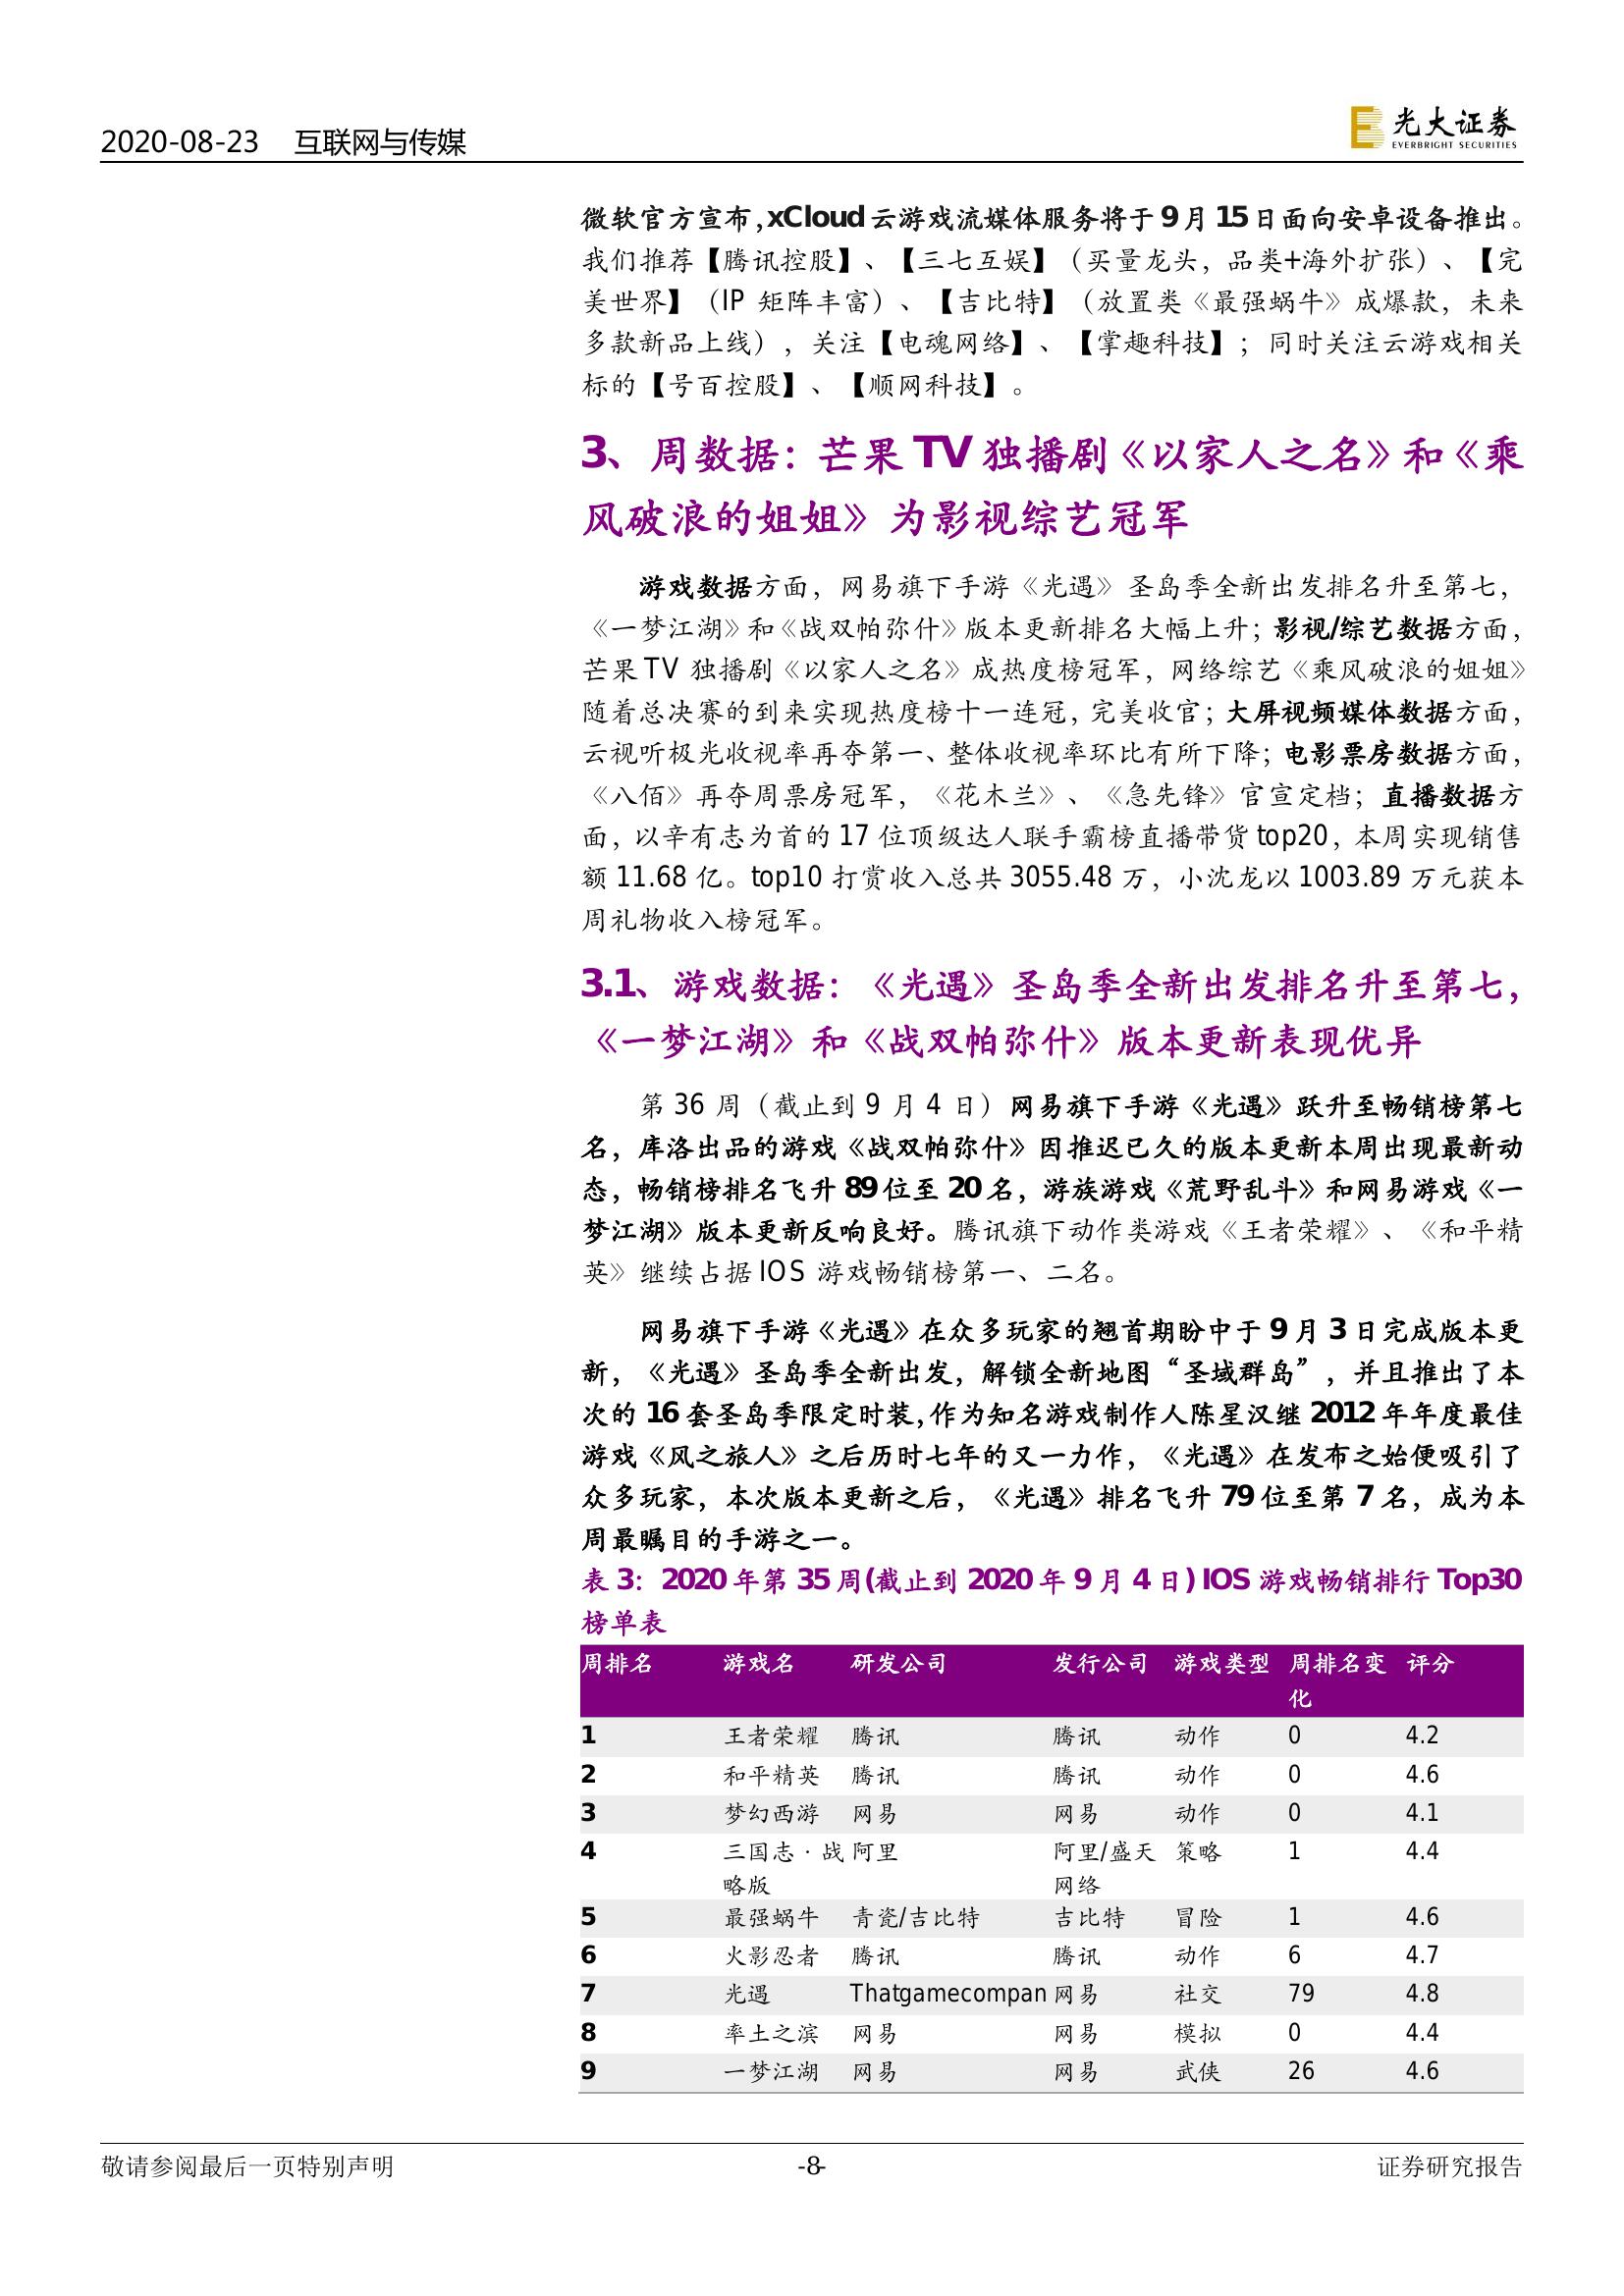 2020-08-23 互联网与传媒
光大证券
EVERBRIGHT SECURITIES
微软官方宣布，xCloud云游戏流媒体服务将于9月15日面向安卓设备推出。
我们推荐【腾讯控股】、【三七互娱】（买量龙头，品类+海外扩张）、【完
美世界】（IP 矩阵丰富）、【吉比特】（放置类《最强蜗牛》成爆款，未来
多款新品上线），关注【电魂网络】、【掌趣科技】；同时关注云游戏相关
标的【号百控股】、【顺网科技】。
3、周数据：芒果 TV 独播剧《以家人之名》和《乘
风破浪的姐姐》为影视综艺冠军
游戏数据方面，网易旗下手游《光遇》圣岛季全新出发排名升至第七，
《一梦江湖》和《战双帕弥什》版本更新排名大幅上升；影视/综艺数据方面，
芒果 TV 独播剧《以家人之名》成热度榜冠军，网络综艺《乘风破浪的姐姐》
随着总决赛的到来实现热度榜十一连冠，完美收官；大屏视频媒体数据方面，
云视听极光收视率再夺第一、整体收视率环比有所下降；电影票房数据方面，
《八佰》再夺周票房冠军，《花木兰》、《急先锋》官宣定档；直播数据方
面，以辛有志为首的 17 位顶级达人联手霸榜直播带货 top20，本周实现销售
额 11.68 亿。top10 打赏收入总共 3055.48 万，小沈龙以 1003.89 万元获本
周礼物收入榜冠军。
3.1、游戏数据：《光遇》圣岛季全新出发排名升至第七，
《一梦江湖》和《战双帕弥什》版本更新表现优异
第 36 周（截止到 9 月 4 日）网易旗下手游《光遇》跃升至畅销榜第七
名，库洛出品的游戏《战双帕弥什》因推迟已久的版本更新本周出现最新动
态，畅销榜排名飞升 89 位至 20 名，游族游戏《荒野乱斗》和网易游戏《一
梦江湖》版本更新反响良好。腾讯旗下动作类游戏《王者荣耀》、《和平精
英》继续占据 IOS 游戏畅销榜第一、二名。
网易旗下手游《光遇》在众多玩家的翘首期盼中于 9 月 3 日完成版本更
新，《光遇》圣岛季全新出发，解锁全新地图“圣域群岛”，并且推出了本
次的 16 套圣岛季限定时装，作为知名游戏制作人陈星汉继 2012 年年度最佳
游戏《风之旅人》之后历时七年的又一力作，《光遇》在发布之始便吸引了
众多玩家，本次版本更新之后，《光遇》排名飞升 79 位至第 7 名，成为本
周最瞩目的手游之一。
表 3：2020 年第 35 周(截止到 2020 年 9 月 4 日) IOS 游戏畅销排行 Top30
榜单表
周排名 游戏名 研发公司 发行公司 游戏类型 周排名变 评分
化
1 王者荣耀 腾讯 腾讯 动作 0 4.2
2 和平精英 腾讯 腾讯 动作 0 4.6
3 梦幻西游 网易 网易 动作 0 4.1
4 三国志·战 阿里 阿里/盛天 策略 1 4.4
略版 网络
5 最强蜗牛 青瓷/吉比特 吉比特 冒险 1 4.6
6 火影忍者 腾讯 腾讯 动作 6 4.7
7 光遇 Thatgamecompan 网易 社交 79 4.8
8 率土之滨 网易 网易 模拟 0 4.4
9 一梦江湖 网易 网易 武侠 26 4.6
敬请参阅最后一页特别声明 -8- 证券研究报告